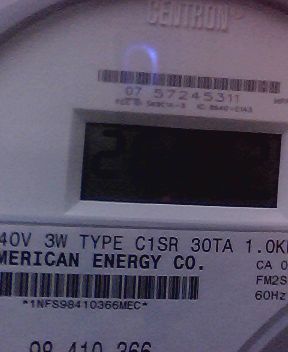 CENTRON
07 57245311
40V 3W TYPE C1SR 30TA 1.0K
MERICAN ENERGY CO.
CA 0
FM2S
60Hz
*1NFS98410366MEC*
98 410 366